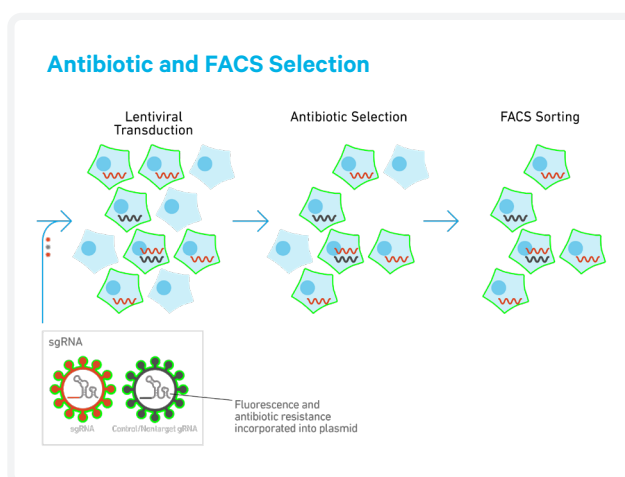 Antibiotic and FACS Selection
Lentiviral
Transduction
Antibiotic Selection
FACS Sorting
sgRNA
sgRNA
Control/Nontarget gRNA
Fluorescence and
antibiotic resistance
incorporated into plasmid